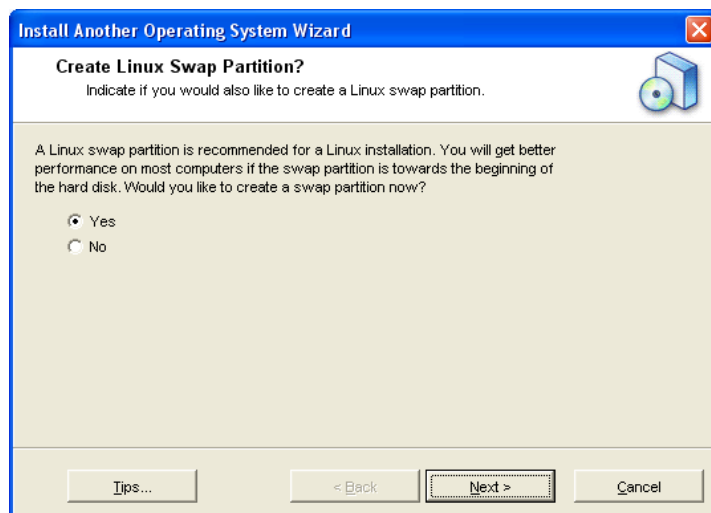 Install Another Operating System Wizard
Create Linux Swap Partition?
Indicate if you would also like to create a Linux swap partition.
A Linux swap partition is recommended for a Linux installation. You will get better
performance on most computers if the swap partition is towards the beginning of
the hard disk. Would you like to create a swap partition now?
Yes
No
Tips...
< Back
Next >
Cancel